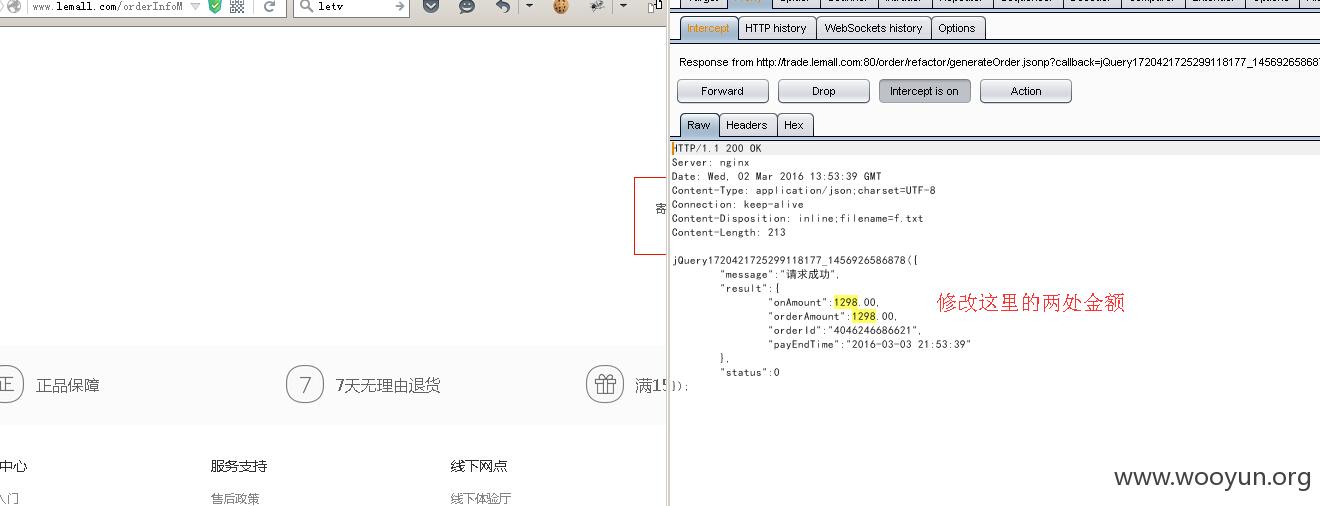 www.lemall.com/orderInfoM
letv
Intercept
HTTP history
WebSockets history
Options
Response from http://trade.lemall.com:80/order/refactor/generateOrder.jsonp?callback=jQuery1720421725299118177_145692658687
Forward
Drop
Intercept is on
Action
Raw
Headers
Hex
HTTP/1.1 200 OK
Server: nginx
Date: Wed, 02 Mar 2016 13:53:39 GMT
Content-Type: application/json;charset=UTF-8
Connection: keep-alive
Content-Disposition: inline;filename=f.txt
Content-Length: 213
jQuery1720421725299118177_1456926586878({
"message":"请求成功",
"result":{
"onAmount":1298.00,
"orderAmount":1298.00,
"orderId":"4046246686621",
"payEndTime":"2016-03-03 21:53:39"
},
"status":0
});
修改这里的两处金额
寄
正 正品保障
7 7天无理由退货
满15
中心
服务支持
线下网点
入门
售后政策
线下体验厅
www.wooyun.org